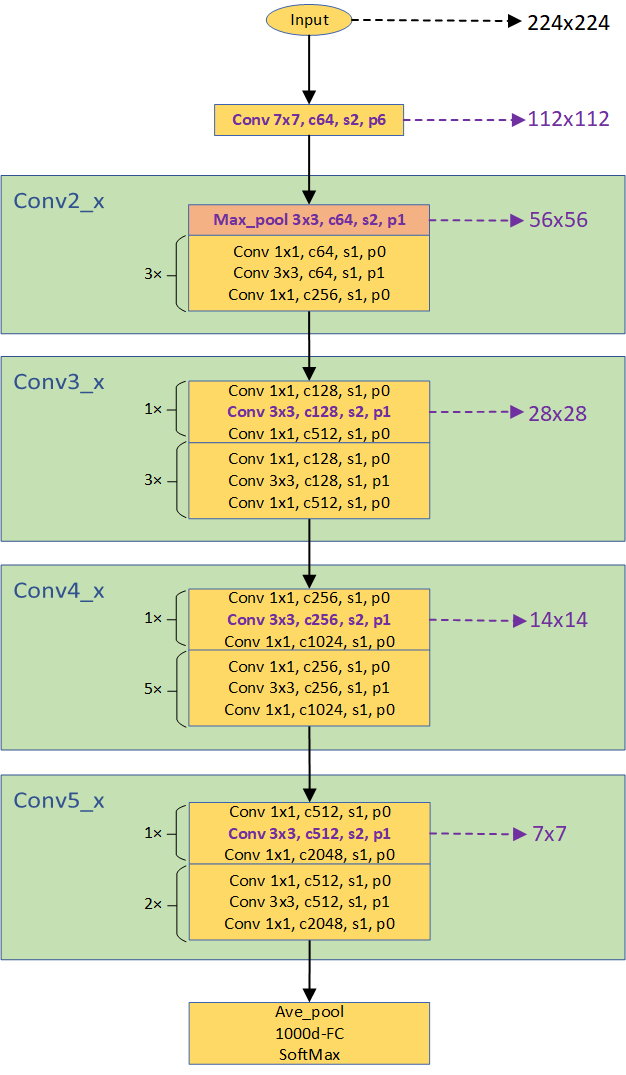 Input
224x224
Conv 7x7, c64, s2, p6
112x112
Conv2_x
Max_pool 3x3, c64, s2, p1
56x56
3×
Conv 1x1, c64, s1, p0
Conv 3x3, c64, s1, p1
Conv 1x1, c256, s1, p0
Conv3_x
1×
Conv 1x1, c128, s1, p0
Conv 3x3, c128, s2, p1
Conv 1x1, c512, s1, p0
28x28
3×
Conv 1x1, c128, s1, p0
Conv 3x3, c128, s1, p1
Conv 1x1, c512, s1, p0
Conv4_x
1×
Conv 1x1, c256, s1, p0
Conv 3x3, c256, s2, p1
Conv 1x1, c1024, s1, p0
14x14
5×
Conv 1x1, c256, s1, p0
Conv 3x3, c256, s1, p1
Conv 1x1, c1024, s1, p0
Conv5_x
1×
Conv 1x1, c512, s1, p0
Conv 3x3, c512, s2, p1
Conv 1x1, c2048, s1, p0
7x7
2×
Conv 1x1, c512, s1, p0
Conv 3x3, c512, s1, p1
Conv 1x1, c2048, s1, p0
Ave_pool
1000d-FC
SoftMax